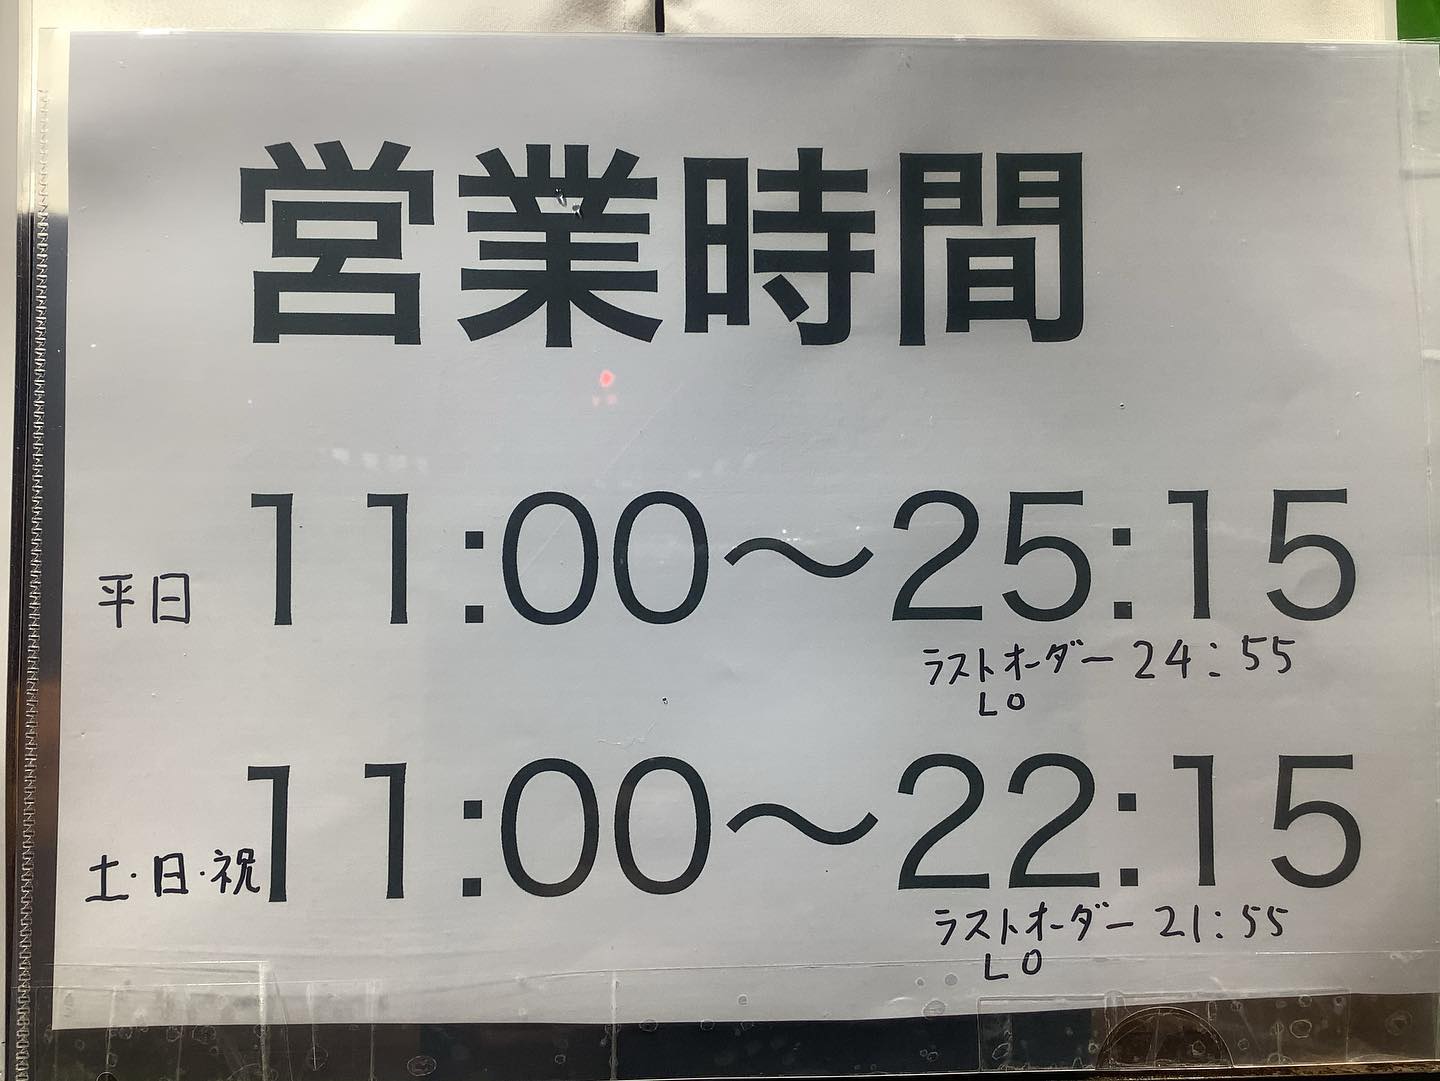 営業時間
平日 11:00～25:15
ラストオーダー 24:55
LO
土・日・祝 11:00～22:15
ラストオーダー 21:55
LO